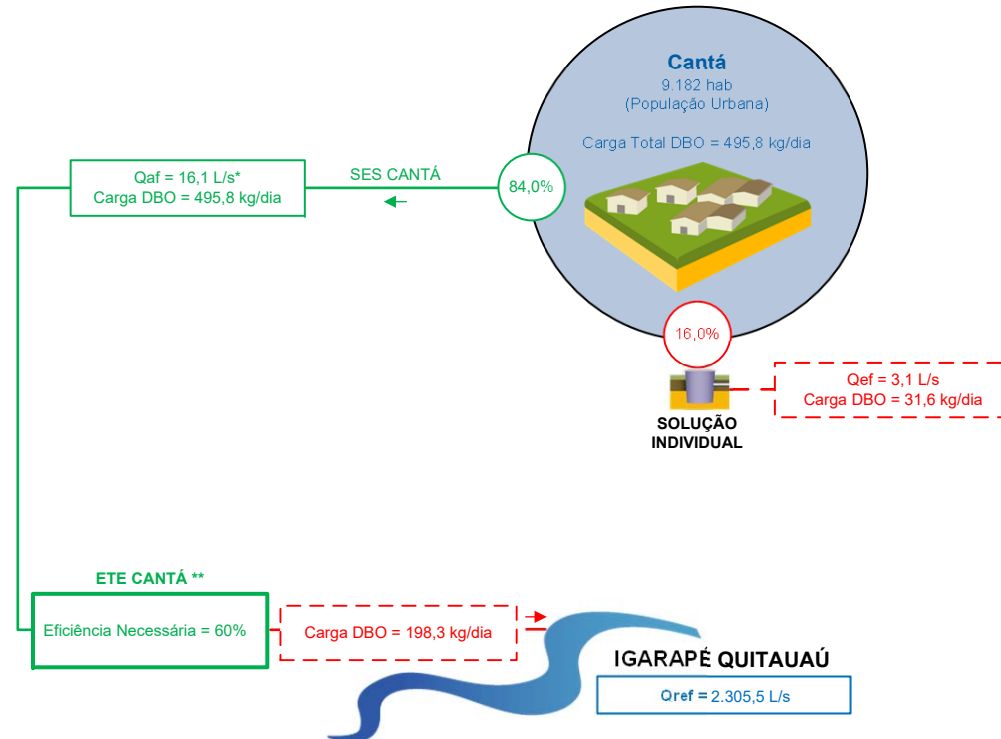 Cantá
9.182 hab
(População Urbana)
Carga Total DBO = 495,8 kg/dia
84,0%
SES CANTÁ
Qaf = 16,1 L/s*
Carga DBO = 495,8 kg/dia
16,0%
SOLUÇÃO
INDIVIDUAL
Qef = 3,1 L/s
Carga DBO = 31,6 kg/dia
ETE CANTÁ **
Eficiência Necessária = 60%
Carga DBO = 198,3 kg/dia
IGARAPÉ QUITAUAÚ
Qref = 2.305,5 L/s